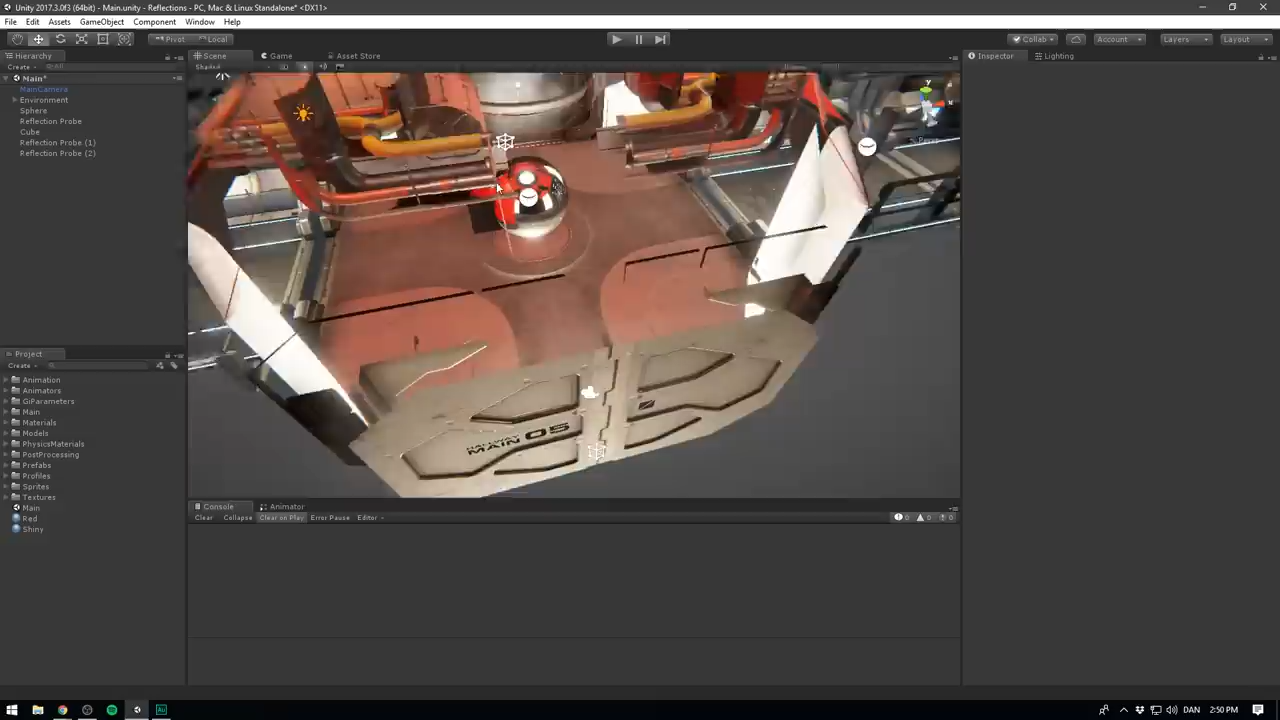 Unity 2017.3.0f3 (64bit) - Main.unity - Reflections - PC, Mac & Linux Standalone* <DX11>
File Edit Assets GameObject Component Window Help
Pivot Local Collab Account Layers Layout
Hierarchy Scene Game Asset Store Inspector Lighting
Create All Shaded
Main*
MainCamera
Environment
Sphere
Reflection Probe
Cube
Reflection Probe (1)
Reflection Probe (2)
Persp
MAIN 05
Project
Create
Animation
Animators
GiParameters
Main
Materials
Models
PhysicsMaterials
PostProcessing
Prefabs
Profiles
Sprites
Textures
Main
Red
Shiny
Console Animator
Clear Collapse Clear on Play Error Pause Editor 0 0 0
DAN 2:50 PM